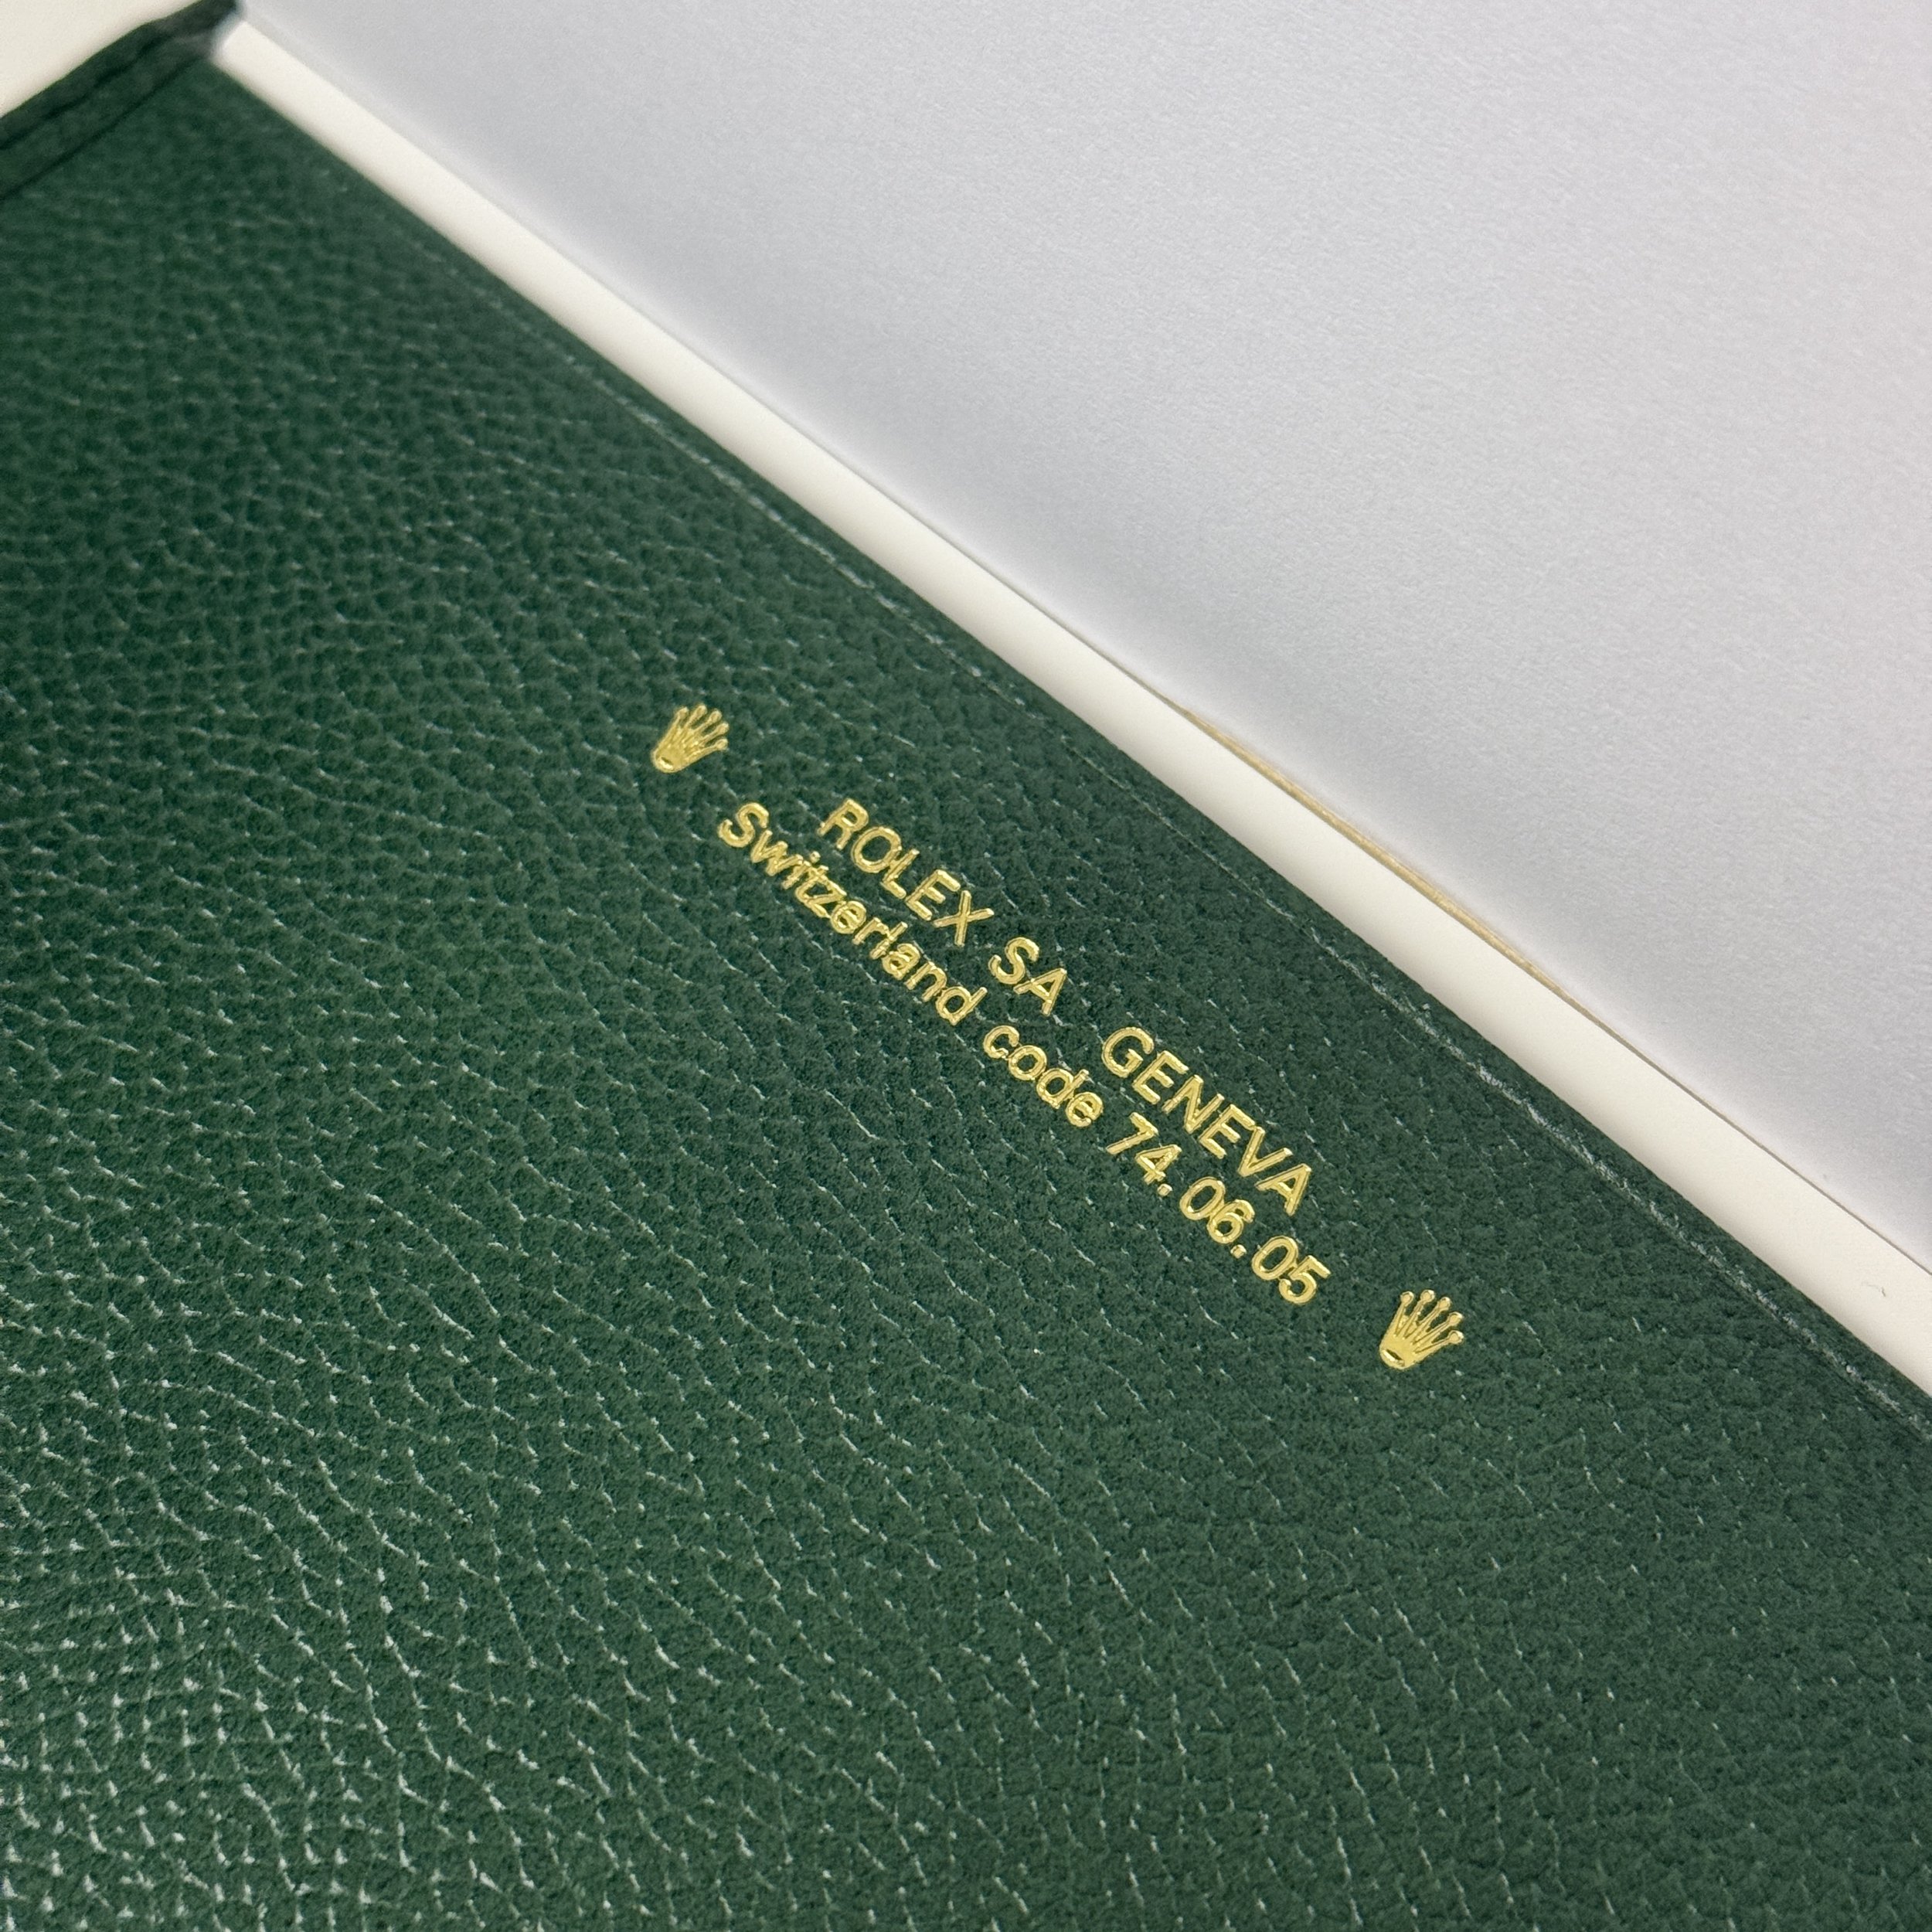 ROLEX SA GENEVA
Switzerland code 74.06.05